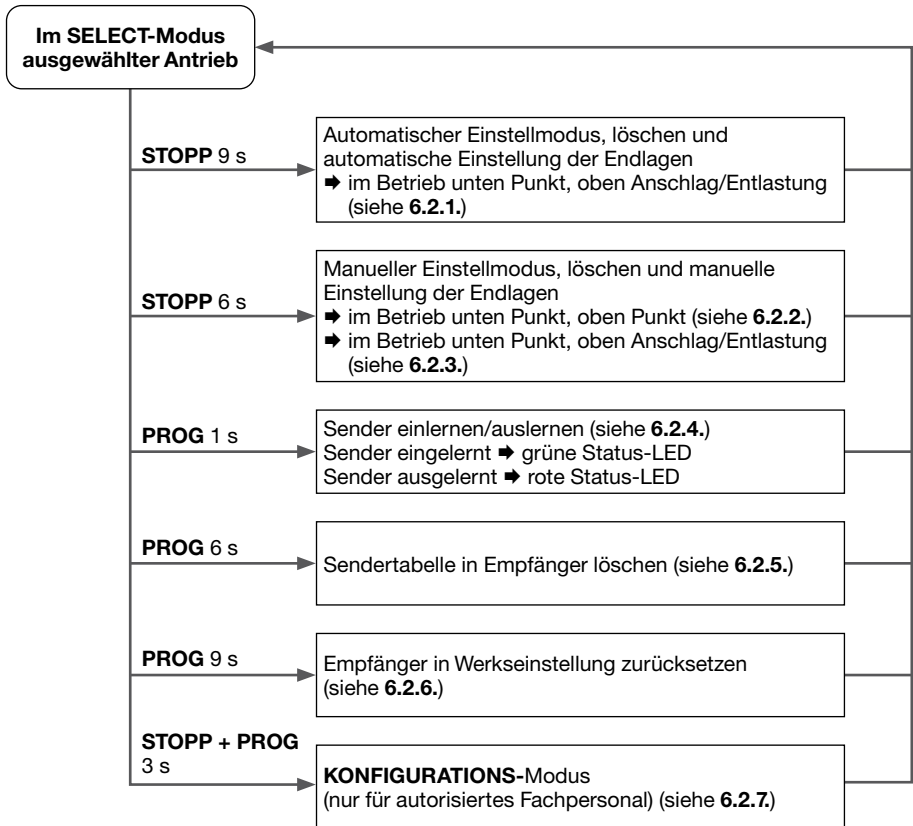 Im SELECT-Modus
ausgewählter Antrieb
STOPP 9 s
Automatischer Einstellmodus, löschen und
automatische Einstellung der Endlagen
➡ im Betrieb unten Punkt, oben Anschlag/Entlastung
(siehe 6.2.1.)
STOPP 6 s
Manueller Einstellmodus, löschen und manuelle
Einstellung der Endlagen
➡ im Betrieb unten Punkt, oben Punkt (siehe 6.2.2.)
➡ im Betrieb unten Punkt, oben Anschlag/Entlastung
(siehe 6.2.3.)
PROG 1 s
Sender einlernen/auslernen (siehe 6.2.4.)
Sender eingelernt ➡ grüne Status-LED
Sender ausgelernt ➡ rote Status-LED
PROG 6 s
Sendertabelle in Empfänger löschen (siehe 6.2.5.)
PROG 9 s
Empfänger in Werkseinstellung zurücksetzen
(siehe 6.2.6.)
STOPP + PROG
3 s
KONFIGURATIONS-Modus
(nur für autorisiertes Fachpersonal) (siehe 6.2.7.)